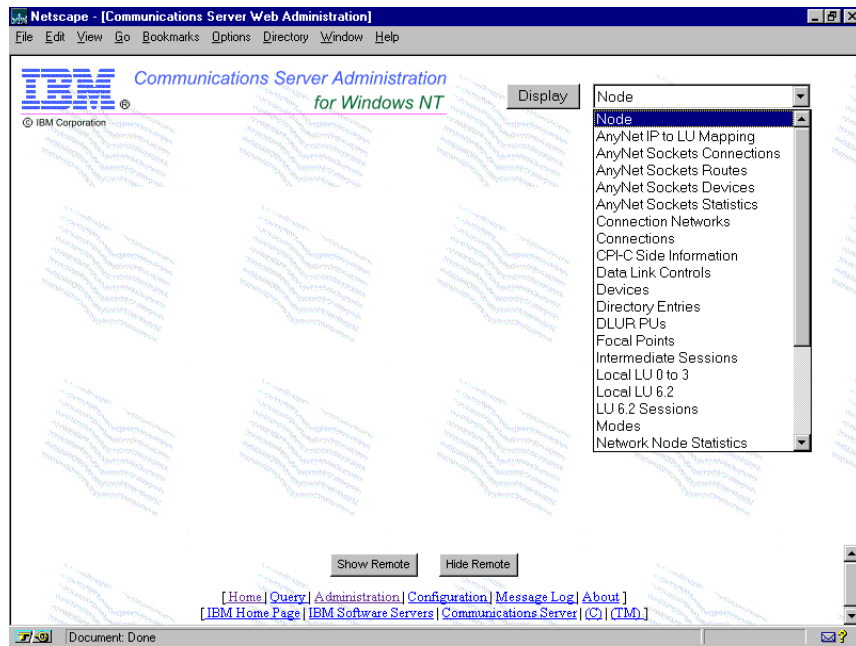 Netscape - [Communications Server Web Administration]
File Edit View Go Bookmarks Options Directory Window Help
IBM ®
© IBM Corporation
Communications Server Administration
for Windows NT
Display
Node
Node
AnyNet IP to LU Mapping
AnyNet Sockets Connections
AnyNet Sockets Routes
AnyNet Sockets Devices
AnyNet Sockets Statistics
Connection Networks
Connections
CPI-C Side Information
Data Link Controls
Devices
Directory Entries
DLUR PUs
Focal Points
Intermediate Sessions
Local LU 0 to 3
Local LU 6.2
LU 6.2 Sessions
Modes
Network Node Statistics
Show Remote Hide Remote
[ Home | Query | Administration | Configuration | Message Log | About ]
[ IBM Home Page | IBM Software Servers | Communications Server | (C) | (TM) ]
Document: Done